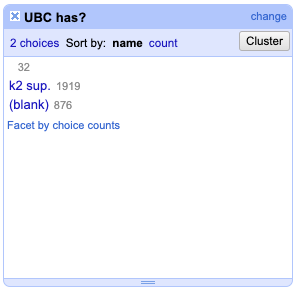 UBC has? change
2 choices Sort by: name count Cluster
32
k2 sup. 1919
(blank) 876
Facet by choice counts